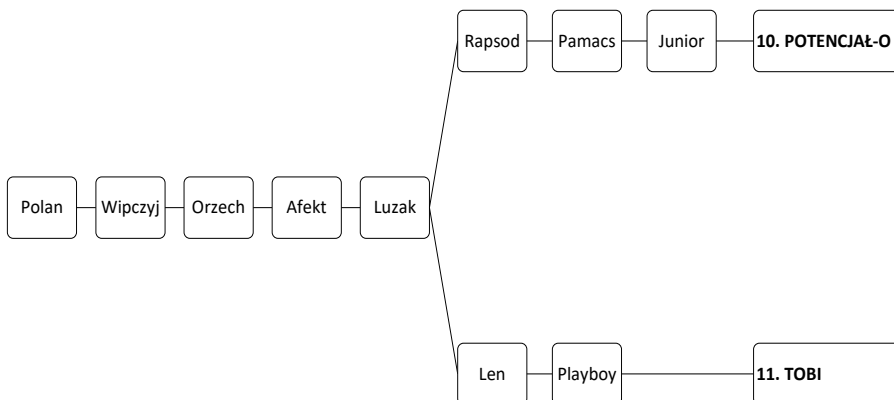 Rapsod
Pamacs
Junior
10. POTENCJAŁ-O
Polan
Wipczyj
Orzech
Afekt
Luzak
Len
Playboy
11. TOBI